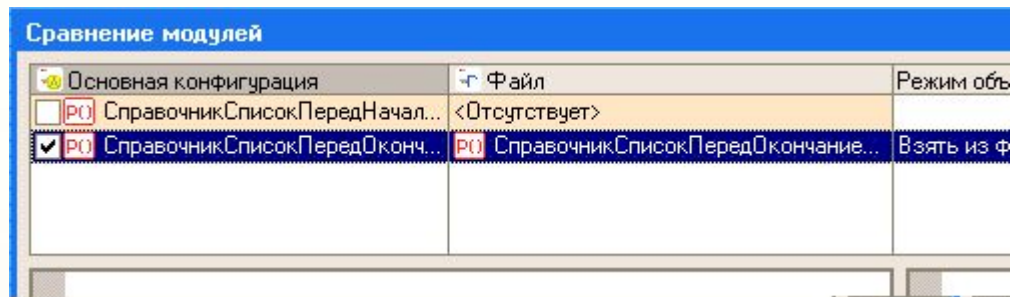 Сравнение модулей
Основная конфигурация Файл Режим объ
Р() СправочникСписокПередНачал... <Отсутствует>
Р() СправочникСписокПередОконч... Р() СправочникСписокПередОкончание... Взять из ф